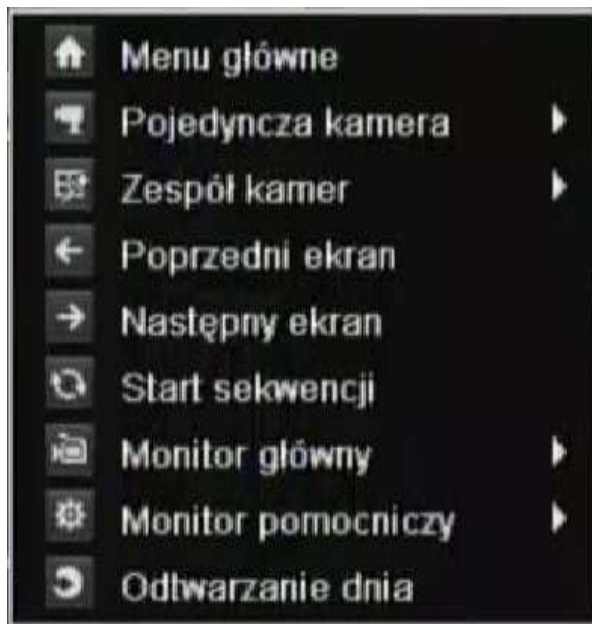 Menu główne
Pojedyncza kamera
Zespół kamer
Poprzedni ekran
Następny ekran
Start sekwencji
Monitor główny
Monitor pomocniczy
Odtwarzanie dnia